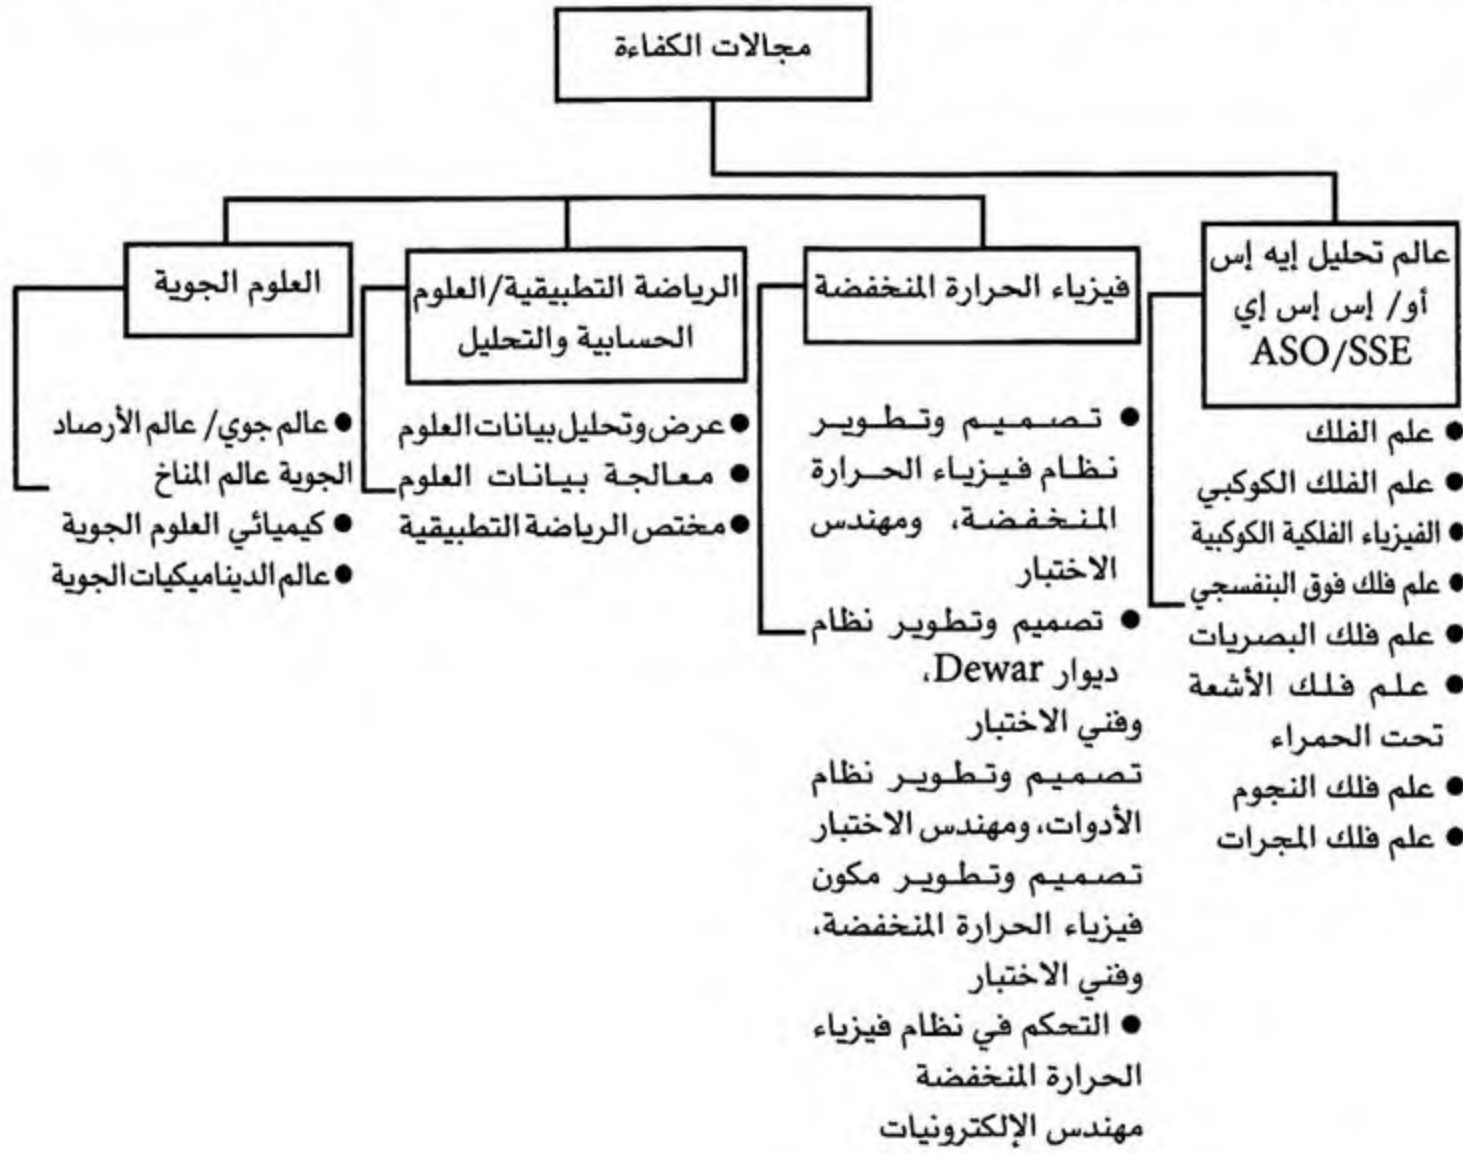 مجالات الكفاءة
عالم تحليل إيه إس
أو/ إس إس إي
ASO/SSE
● علم الفلك
● علم الفلك الكوكبي
● الفيزياء الفلكية الكوكبية
● علم فلك فوق البنفسجي
● علم فلك البصريات
● علم فلك الأشعة
تحت الحمراء
● علم فلك النجوم
● علم فلك المجرات
فيزياء الحرارة المنخفضة
● تصميم وتطوير
نظام فيزياء الحرارة
المنخفضة، ومهندس
الاختبار
● تصميم وتطوير نظام
ديوار Dewar،
وفني الاختبار
تصميم وتطوير نظام
الأدوات، ومهندس الاختبار
تصميم وتطوير مكون
فيزياء الحرارة المنخفضة،
وفني الاختبار
● التحكم في نظام فيزياء
الحرارة المنخفضة
مهندس الإلكترونيات
الرياضة التطبيقية/العلوم
الحسابية والتحليل
● عرض وتحليل بيانات العلوم
● معالجة بيانات العلوم
● مختص الرياضة التطبيقية
العلوم الجوية
● عالم جوي/ عالم الأرصاد
الجوية عالم المناخ
● كيميائي العلوم الجوية
● عالم الديناميكيات الجوية